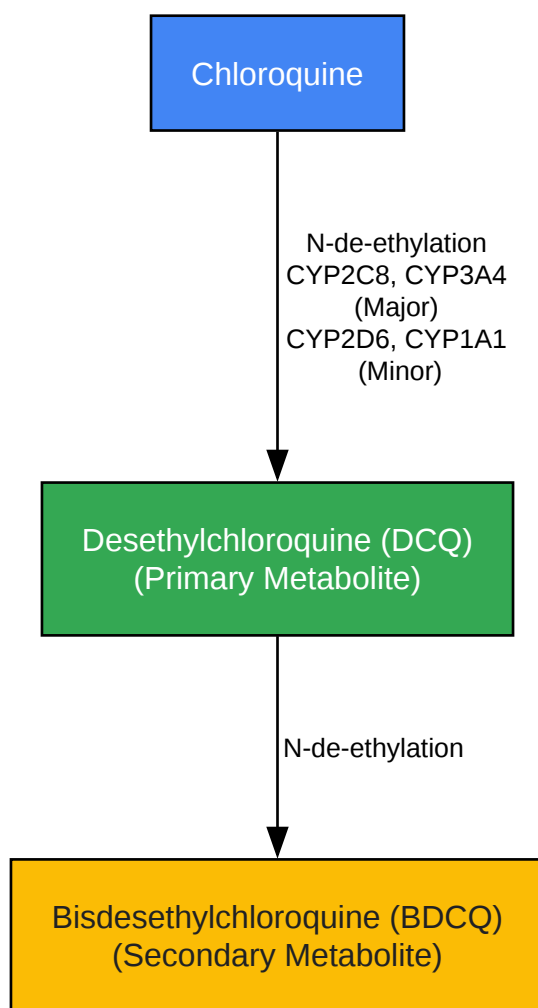 Chloroquine
N-de-ethylation
CYP2C8, CYP3A4
(Major)
CYP2D6, CYP1A1
(Minor)
Desethylchloroquine (DCQ)
(Primary Metabolite)
N-de-ethylation
Bisdesethylchloroquine (BDCQ)
(Secondary Metabolite)